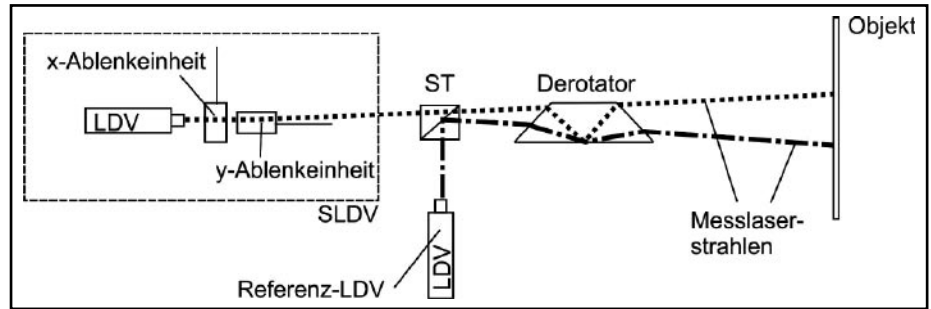 Objekt
x-Ablenkeinheit
ST
Derotator
LDV
y-Ablenkeinheit
SLDV
Messlaser-
strahlen
LDV
Referenz-LDV